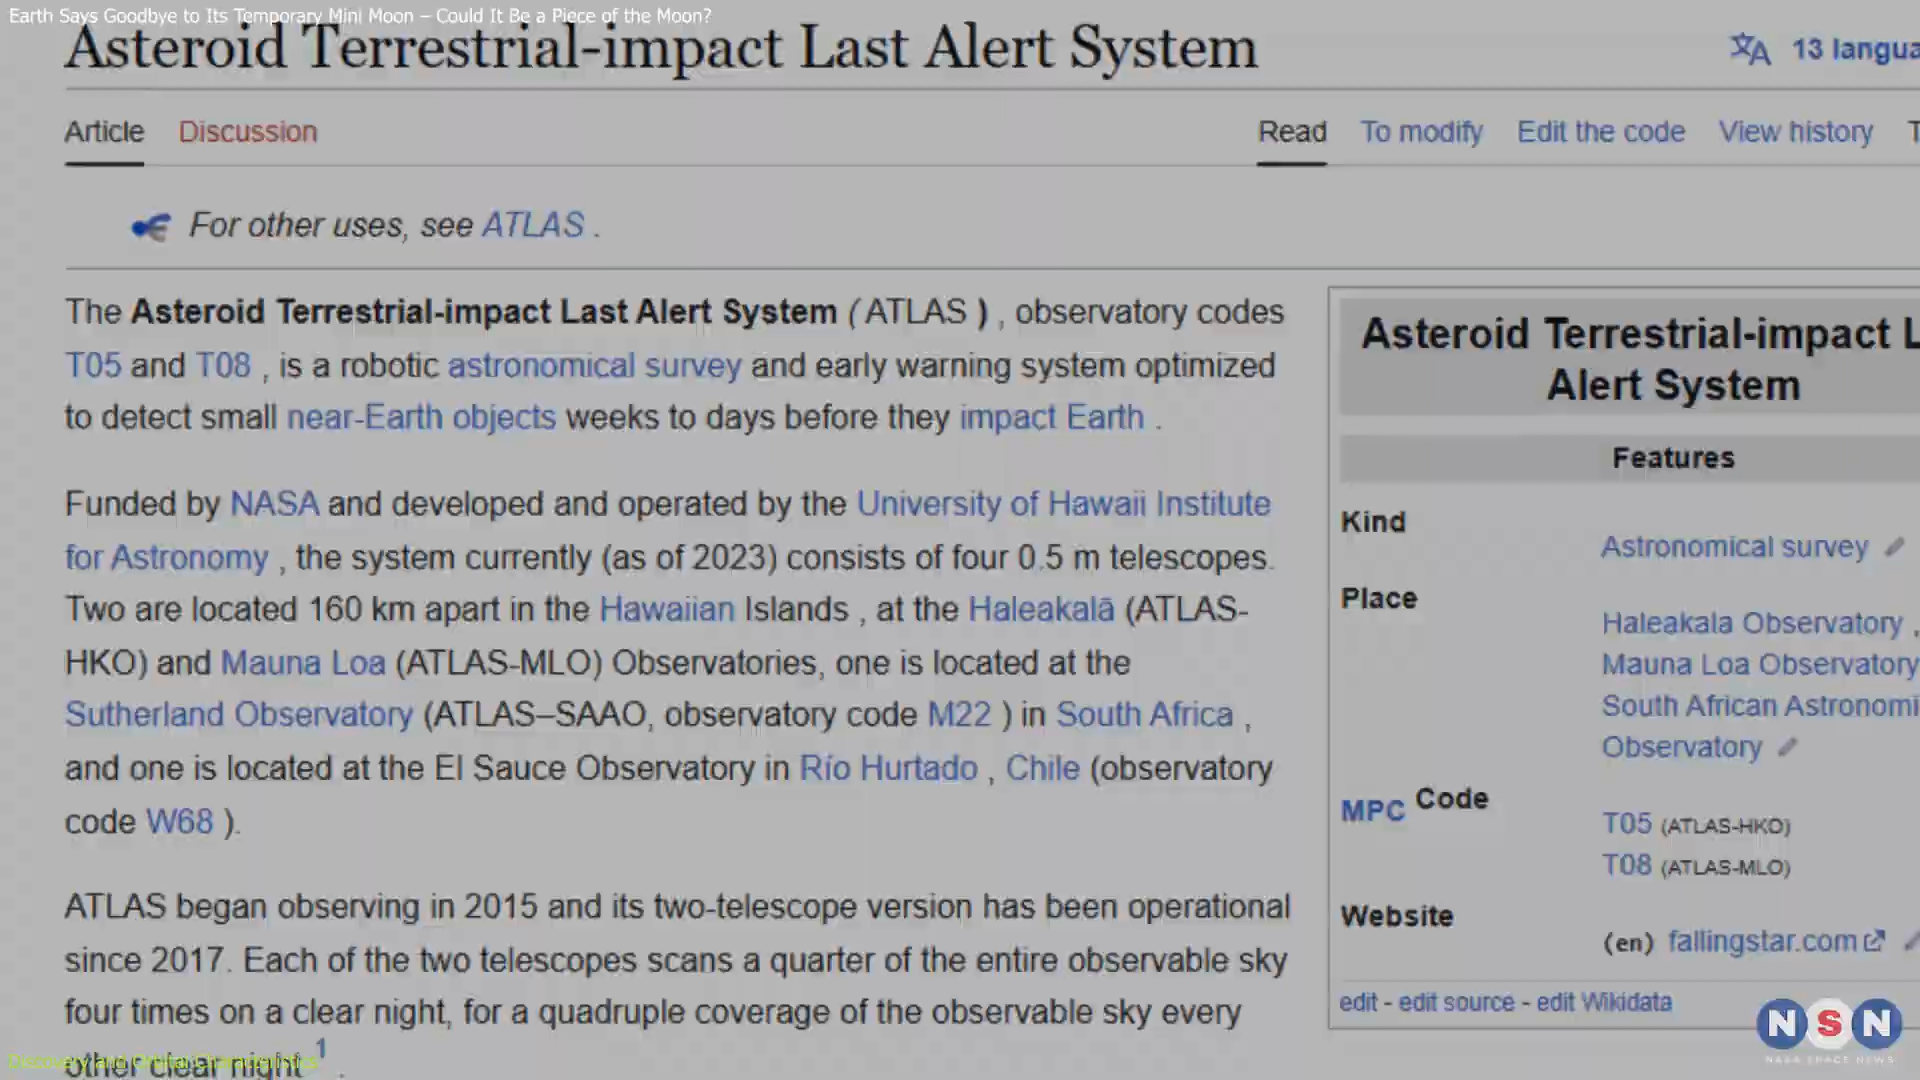 Earth Says Goodbye to Its Temporary Mini Moon – Could It Be a Piece of the Moon?
Asteroid Terrestrial-impact Last Alert System
13 langua
Article Discussion
Read To modify Edit the code View history T
For other uses, see ATLAS .
The Asteroid Terrestrial-impact Last Alert System (ATLAS ) , observatory codes
T05 and T08 , is a robotic astronomical survey and early warning system optimized
to detect small near-Earth objects weeks to days before they impact Earth .
Funded by NASA and developed and operated by the University of Hawaii Institute
for Astronomy , the system currently (as of 2023) consists of four 0.5 m telescopes.
Two are located 160 km apart in the Hawaiian Islands , at the Haleakalā (ATLAS-
HKO) and Mauna Loa (ATLAS-MLO) Observatories, one is located at the
Sutherland Observatory (ATLAS–SAAO, observatory code M22 ) in South Africa ,
and one is located at the El Sauce Observatory in Río Hurtado , Chile (observatory
code W68 ).
ATLAS began observing in 2015 and its two-telescope version has been operational
since 2017. Each of the two telescopes scans a quarter of the entire observable sky
four times on a clear night, for a quadruple coverage of the observable sky every
other clear night 1 .
Asteroid Terrestrial-impact L
Alert System
Features
Kind
Astronomical survey
Place
Haleakala Observatory ,
Mauna Loa Observatory
South African Astronomi
Observatory
MPC Code
T05 (ATLAS-HKO)
T08 (ATLAS-MLO)
Website
(en) fallingstar.com
edit - edit source - edit Wikidata
NSN
NASA SPACE NEWS
Discovery and Orbital Characteristics